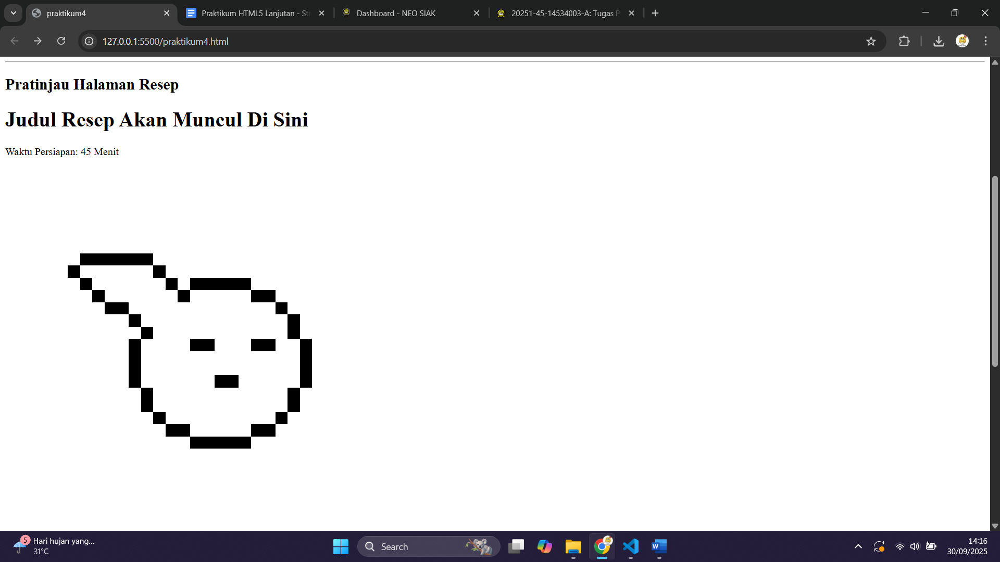 praktikum4
Praktikum HTML5 Lanjutan - Str
Dashboard - NEO SIAK
20251-45-14534003-A: Tugas P
127.0.0.1:5500/praktikum4.html
Pratinjau Halaman Resep
Judul Resep Akan Muncul Di Sini
Waktu Persiapan: 45 Menit
5
Hari hujan yang...
31°C
Search
W
14:16
30/09/2025